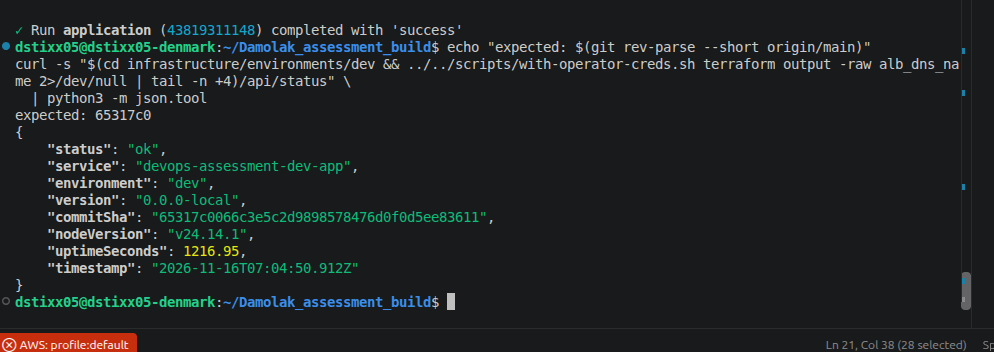 ✓ Run application (43819311148) completed with 'success'
dstixx05@dstixx05-denmark:~/Damolak_assessment_build$ echo "expected: $(git rev-parse --short origin/main)"
curl -s "$(cd infrastructure/environments/dev && ../../scripts/with-operator-creds.sh terraform output -raw alb_dns_na
me 2>/dev/null | tail -n +4)/api/status" \
  | python3 -m json.tool
expected: 65317c0
{
    "status": "ok",
    "service": "devops-assessment-dev-app",
    "environment": "dev",
    "version": "0.0.0-local",
    "commitSha": "65317c0066c3e5c2d9898578476d0f0d5ee83611",
    "nodeVersion": "v24.14.1",
    "uptimeSeconds": 1216.95,
    "timestamp": "2026-11-16T07:04:50.912Z"
}
dstixx05@dstixx05-denmark:~/Damolak_assessment_build$
AWS: profile:default
Ln 21, Col 38 (28 selected)
Sp